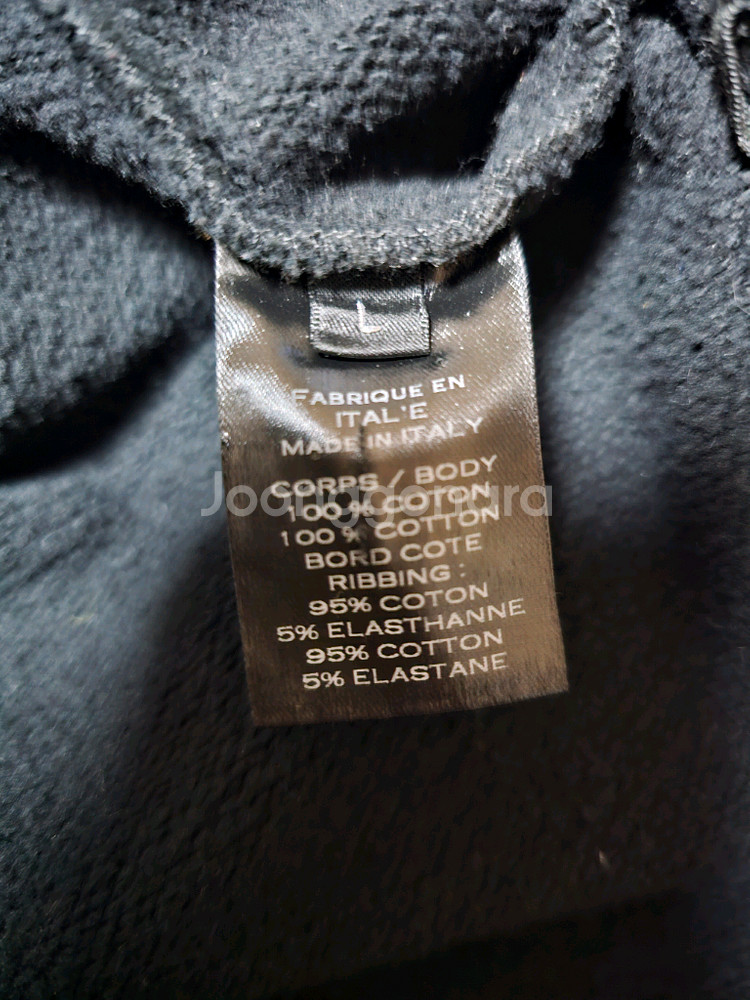 L
FABRIQUE EN
ITAL'E
MADE IN ITALY
CORPS / BODY
100 % COTON
100 % COTTON
BORD COTE
RIBBING :
95% COTON
5% ELASTHANNE
95% COTTON
5% ELASTANE
Joonggonara